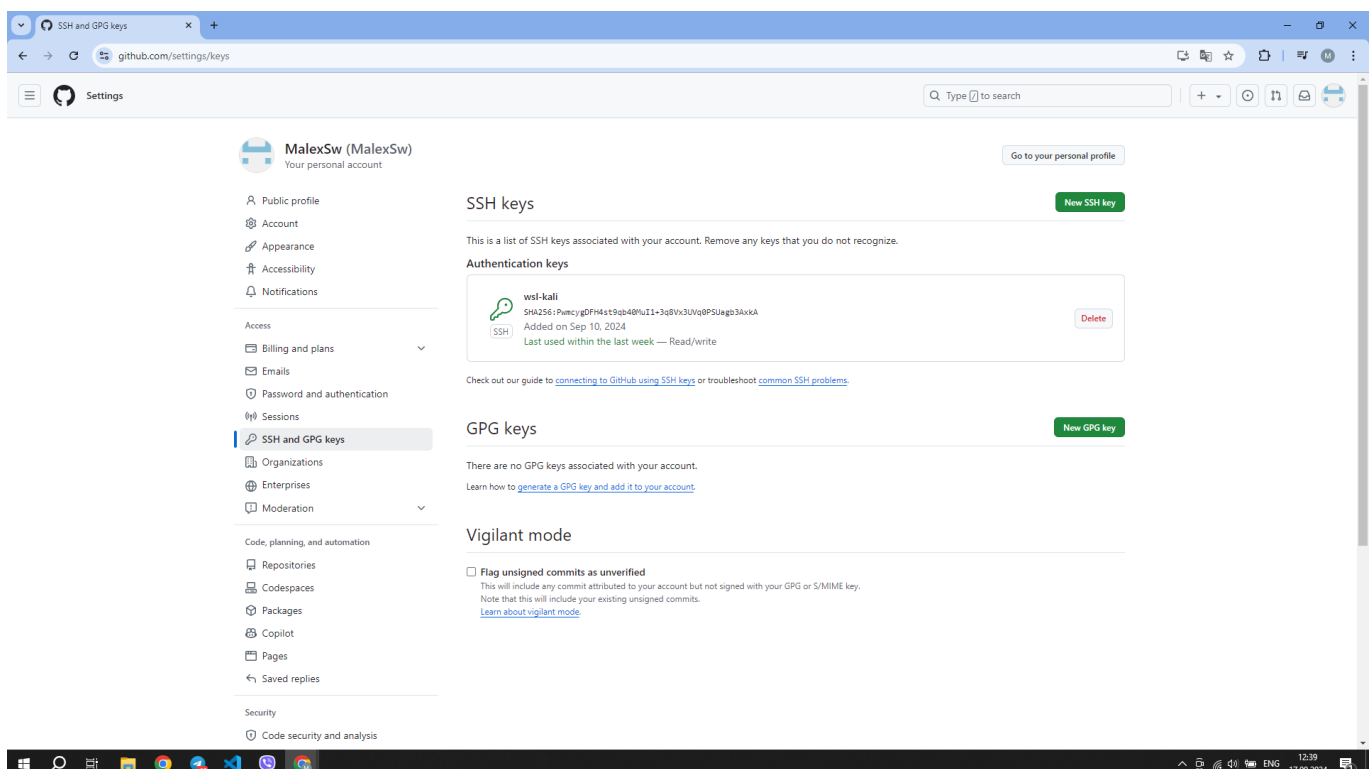 SSH and GPG keys
github.com/settings/keys
M
Settings
Type / to search
MalexSw (MalexSw)
Your personal account
Go to your personal profile
Public profile
Account
Appearance
Accessibility
Notifications
Access
Billing and plans
Emails
Password and authentication
Sessions
SSH and GPG keys
Organizations
Enterprises
Moderation
Code, planning, and automation
Repositories
Codespaces
Packages
Copilot
Pages
Saved replies
Security
Code security and analysis
SSH keys
New SSH key
This is a list of SSH keys associated with your account. Remove any keys that you do not recognize.
Authentication keys
wsl-kali
SHA256:PwmcygDFH4st9qb40MuI1+3q8Vx3UVq0PSUagb3AxkA
SSH
Added on Sep 10, 2024
Last used within the last week — Read/write
Delete
Check out our guide to connecting to GitHub using SSH keys or troubleshoot common SSH problems.
GPG keys
New GPG key
There are no GPG keys associated with your account.
Learn how to generate a GPG key and add it to your account.
Vigilant mode
Flag unsigned commits as unverified
This will include any commit attributed to your account but not signed with your GPG or S/MIME key.
Note that this will include your existing unsigned commits.
Learn about vigilant mode.
ENG
12:39